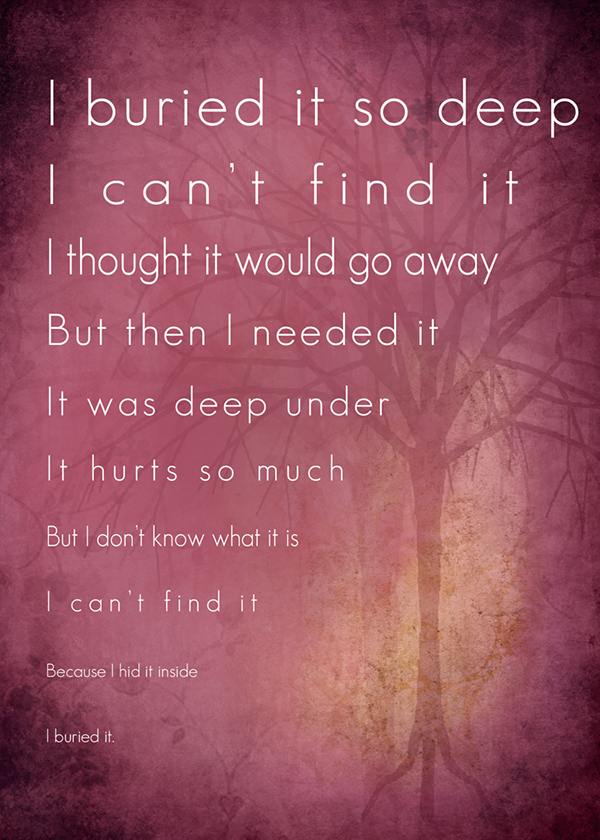 I buried it so deep
I can't find it
I thought it would go away
But then I needed it
It was deep under
It hurts so much
But I don't know what it is
I can't find it
Because I hid it inside
I buried it.